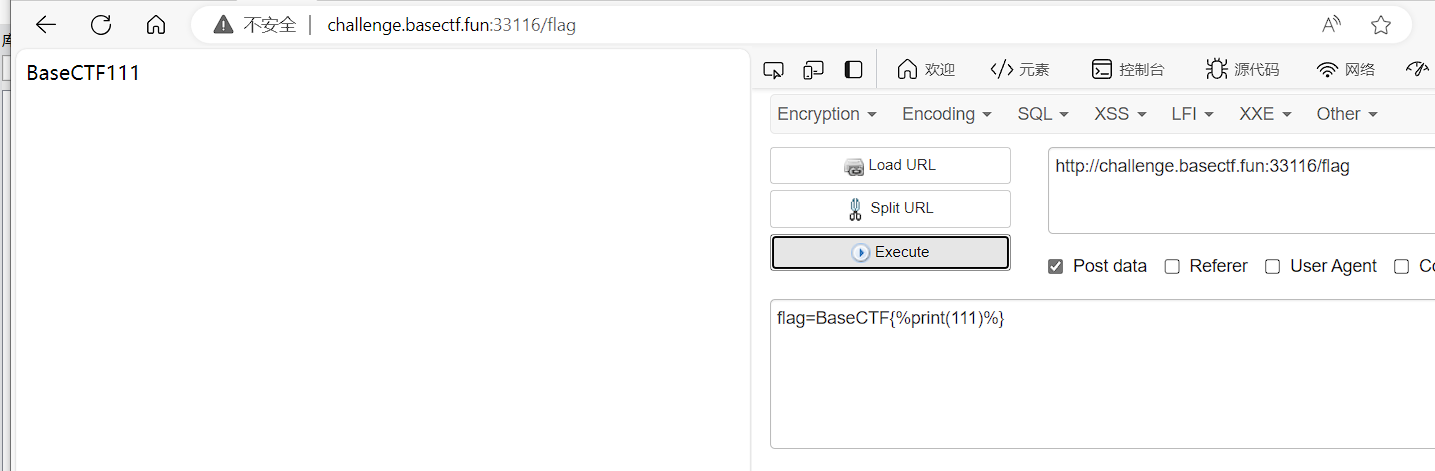 不安全 | challenge.basectf.fun:33116/flag
BaseCTF111
欢迎 元素 控制台 源代码 网络
Encryption Encoding SQL XSS LFI XXE Other
Load URL
http://challenge.basectf.fun:33116/flag
Split URL
Execute
Post data Referer User Agent
flag=BaseCTF{%print(111)%}